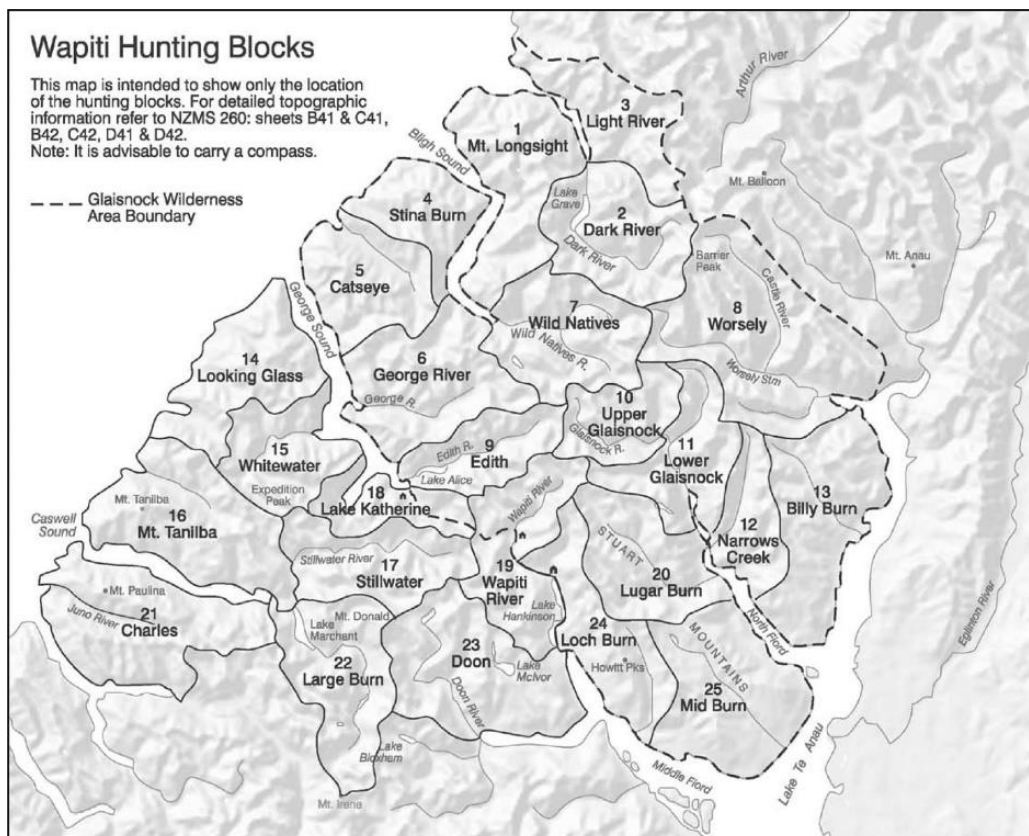 Wapiti Hunting Blocks
This map is intended to show only the location
of the hunting blocks. For detailed topographic
information refer to NZMS 260: sheets B41 & C41,
B42, C42, D41 & D42.
Note: It is advisable to carry a compass.
Glaisnock Wilderness
Area Boundary
Arthur River
3
Light River
1
Mt. Longsight
Bligh Sound
Mt. Balloon
4
Stina Burn
Lake
Grave
2
Dark River
Dark River
Barrier
Peak
Castle River
Mt. Anau
5
Catseye
George Sound
7
Wild Natives
Wild Natives R.
8
Worsely
Worsely Stm
14
Looking Glass
6
George River
George R.
10
Upper
Glaisnock
Glaisnock R.
15
Whitewater
Expedition
Peak
Edith R.
9
Edith
Lake Alice
11
Lower
Glaisnock
13
Billy Burn
Mt. Tanilba
16
Mt. Tanilba
18
Lake Katherine
Wapiti River
12
Narrows
Creek
Caswell
Sound
Stillwater River
17
Stillwater
19
Wapiti
River
STUART
20
Lugar Burn
Mt. Paulina
Juno River
21
Charles
Mt. Donald
Lake
Marchant
Lake
Hankinson
24
Loch Burn
North Fiord
Eglinton River
22
Large Burn
23
Doon
Doon River
Lake
McIvor
Howitt Pks
MOUNTAINS
25
Mid Burn
Lake
Bloxham
Middle Fiord
Lake Te Anau
Mt. Irene